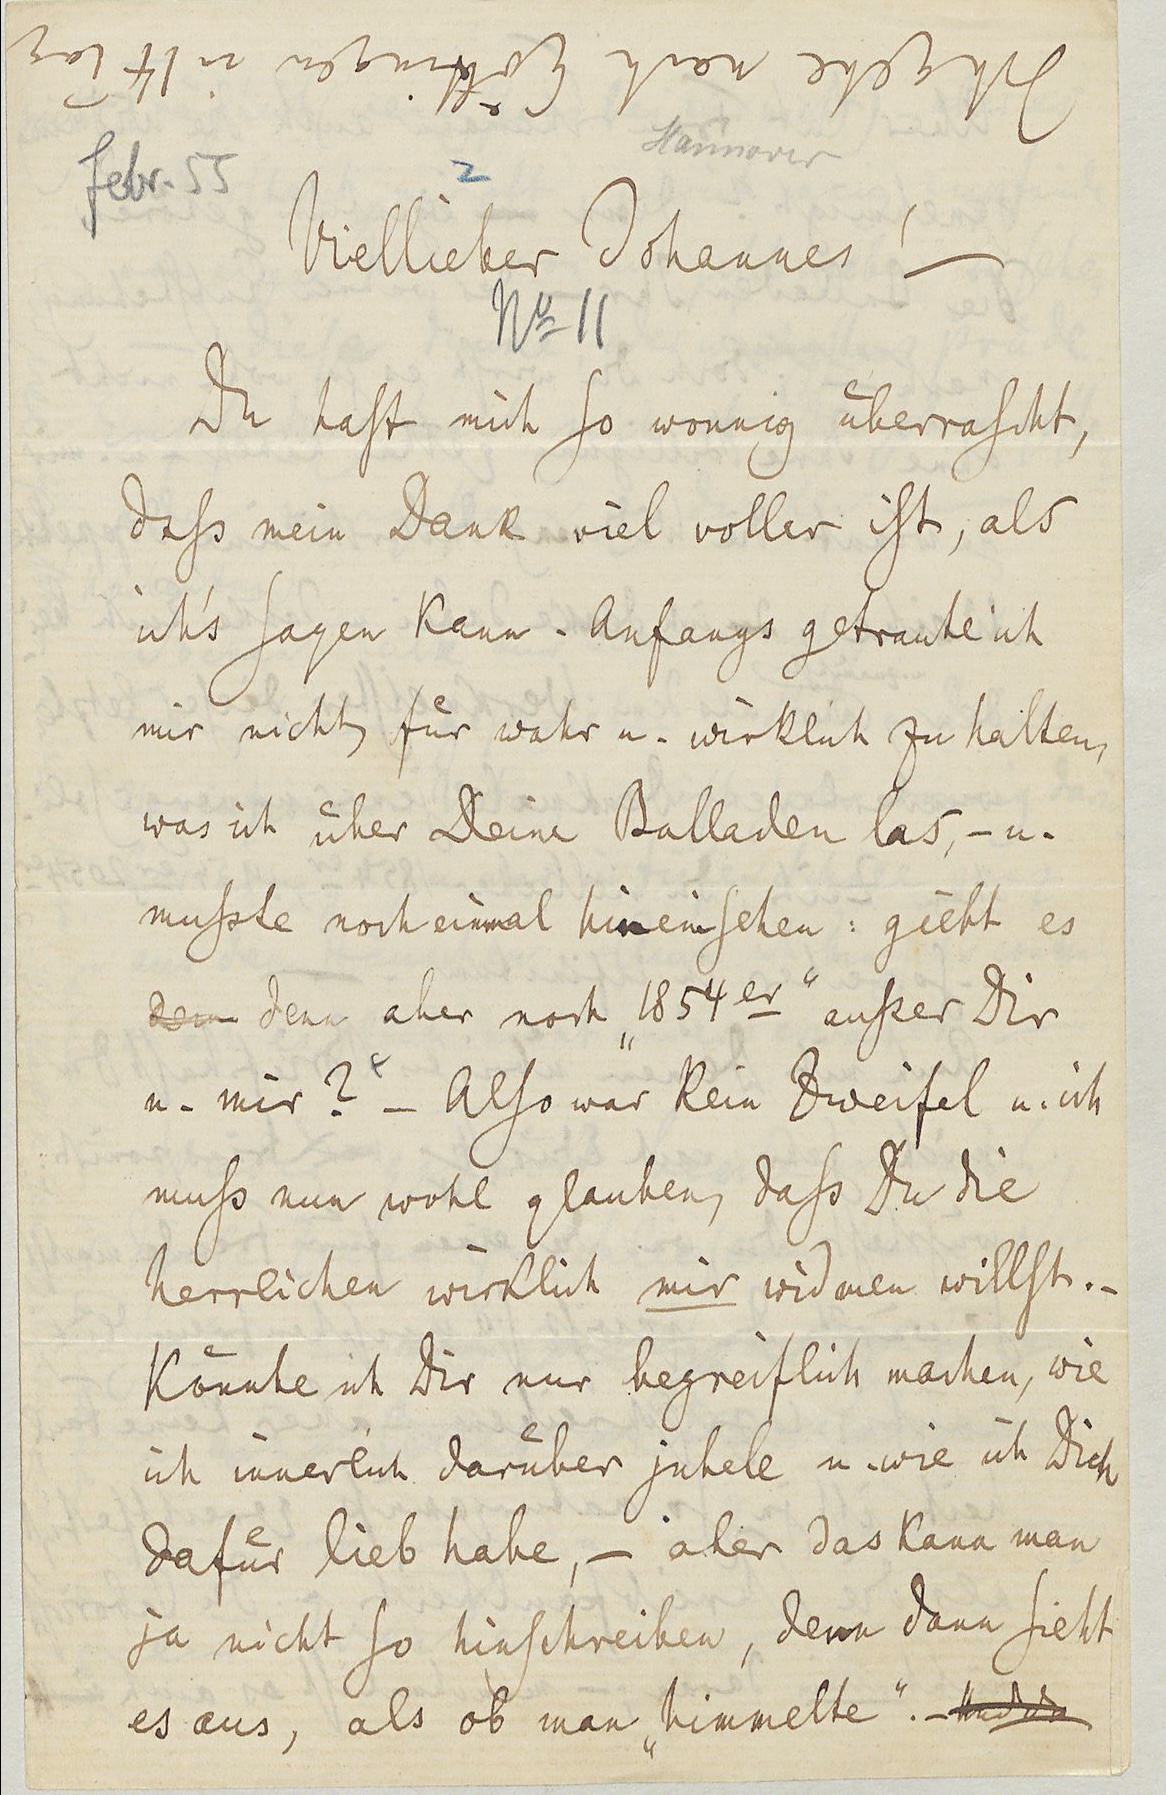 Ich gehe nach Göttingen in 14 Tag
Hannover
Febr. 55
2
Viellieber Johannes! —
No 11
Du hast mich so wonnig überrascht,
dass mein Dank viel voller ist, als
ich's sagen kann. Anfangs getraute ich
mir nicht, für wahr u. wirklich zu halten,
was ich über Deine Balladen las, – u.
musste noch einmal hineinsehen: giebt es
denn denn aber noch „1854er“ ausser Dir
u. mir?“ – Also war kein Zweifel u. ich
muss nun wohl glauben, dass Du die
herrlichen wirklich mir widmen willst. –
Könnte ich Dir nur begreiflich machen, wie
ich innerlich darüber jubele u. wie ich Dich
dafür lieb habe, – aber das kann man
ja nicht so hinschreiben, denn dann sieht
es aus, als ob man „himmelte“. –